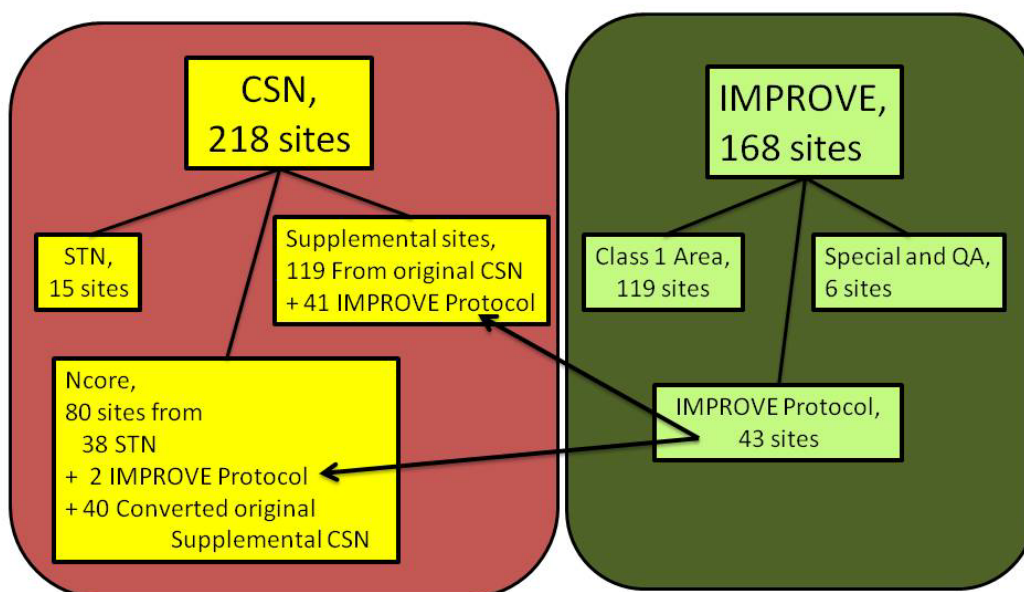 CSN,
218 sites
STN,
15 sites
Supplemental sites,
119 From original CSN
+ 41 IMPROVE Protocol
Ncore,
80 sites from
38 STN
+ 2 IMPROVE Protocol
+ 40 Converted original
Supplemental CSN
IMPROVE,
168 sites
Class 1 Area,
119 sites
Special and QA,
6 sites
IMPROVE Protocol,
43 sites